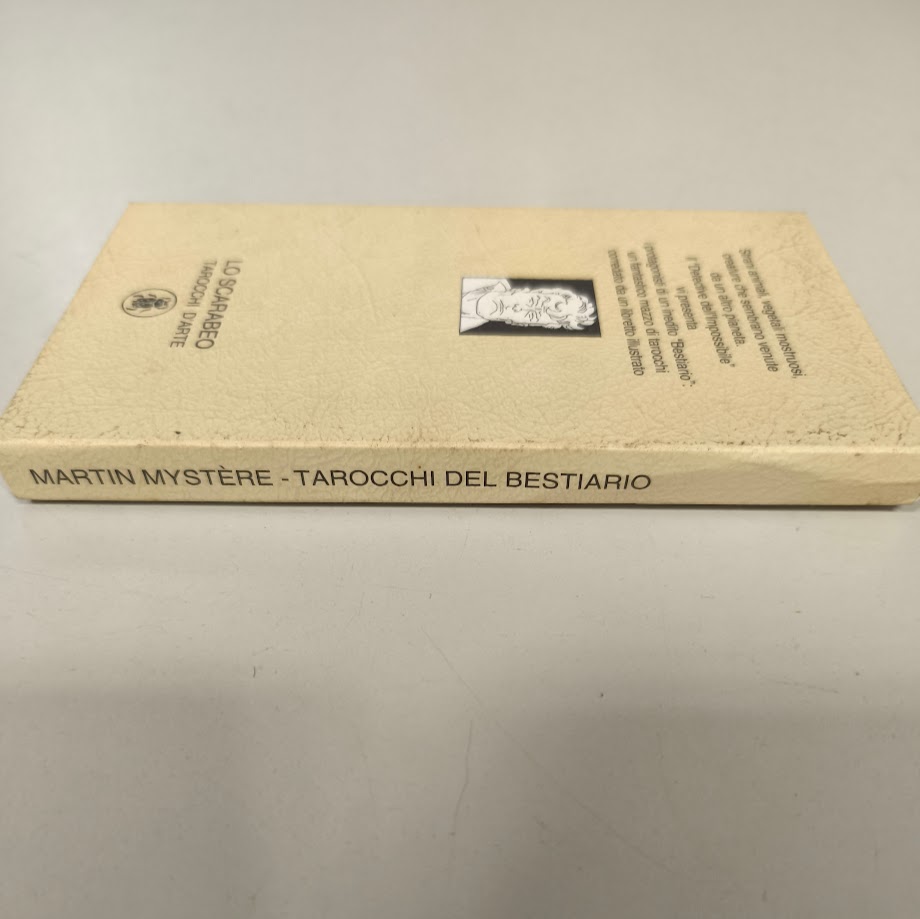 MARTIN MYSTÈRE - TAROCCHI DEL BESTIARIO
Strani animali, vegetali mostruosi,
creature che sembrano venute
da un altro pianeta.
Il "Detective dell'Impossibile"
vi presenta
i protagonisti di un inedito "Bestiario":
un fantastico mazzo di tarocchi
corredato da un libretto illustrato
LO SCARABEO
TAROCCHI D'ARTE